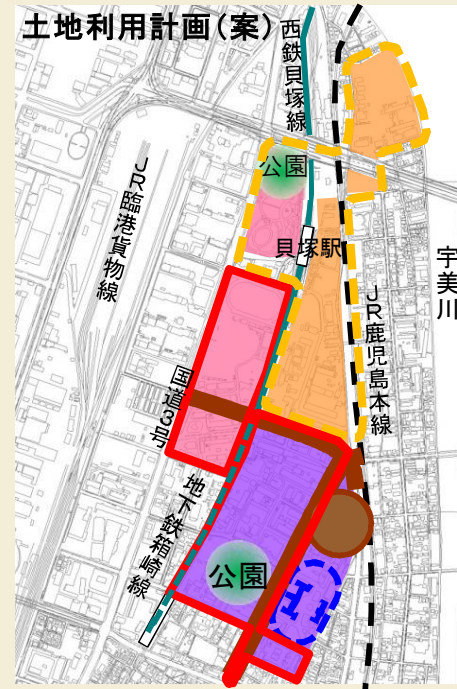 土地利用計画(案)
西鉄貝塚線
公園
JR臨港貨物線
貝塚駅
宇美川
JR鹿児島本線
国道3号
地下鉄箱崎線
公園